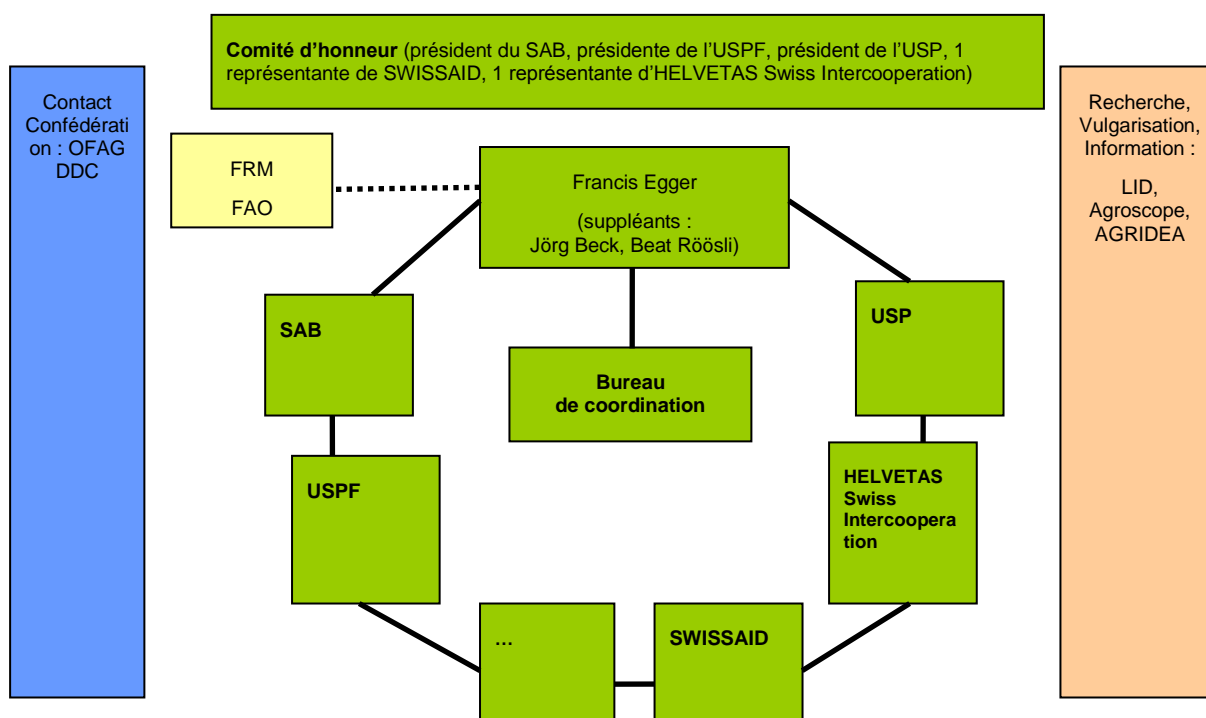 Comité d'honneur (président du SAB, présidente de l'USPF, président de l'USP, 1
représentante de SWISSAID, 1 représentante d'HELVETAS Swiss Intercooperation)
Contact
Confédérati
on : OFAG
DDC
FRM
FAO
Francis Egger
(suppléants :
Jörg Beck, Beat Röösli)
Recherche,
Vulgarisation,
Information :
LID,
Agroscope,
AGRIDEA
SAB
USP
Bureau
de coordination
USPF
HELVETAS
Swiss
Intercoopera
tion
...
SWISSAID